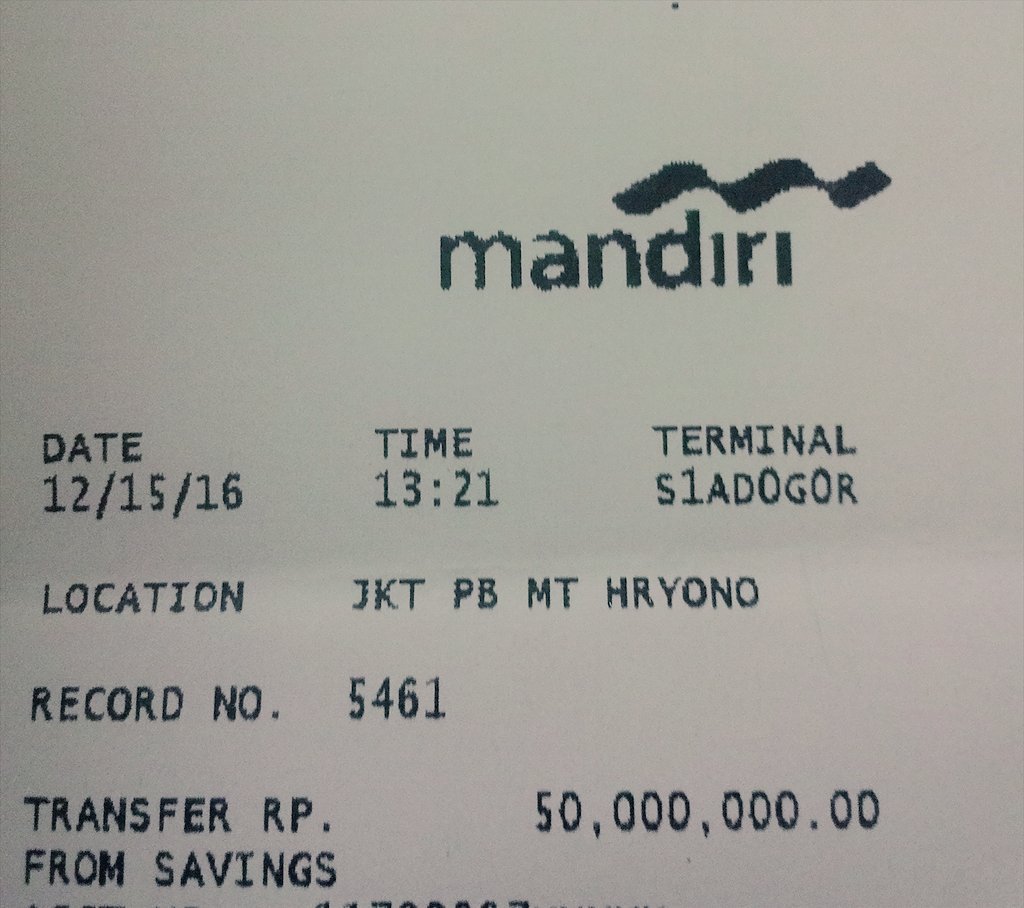 mandiri
DATE TIME TERMINAL
12/15/16 13:21 S1AD0G0R
LOCATION JKT PB MT HRYONO
RECORD NO. 5461
TRANSFER RP. 50,000,000.00
FROM SAVINGS